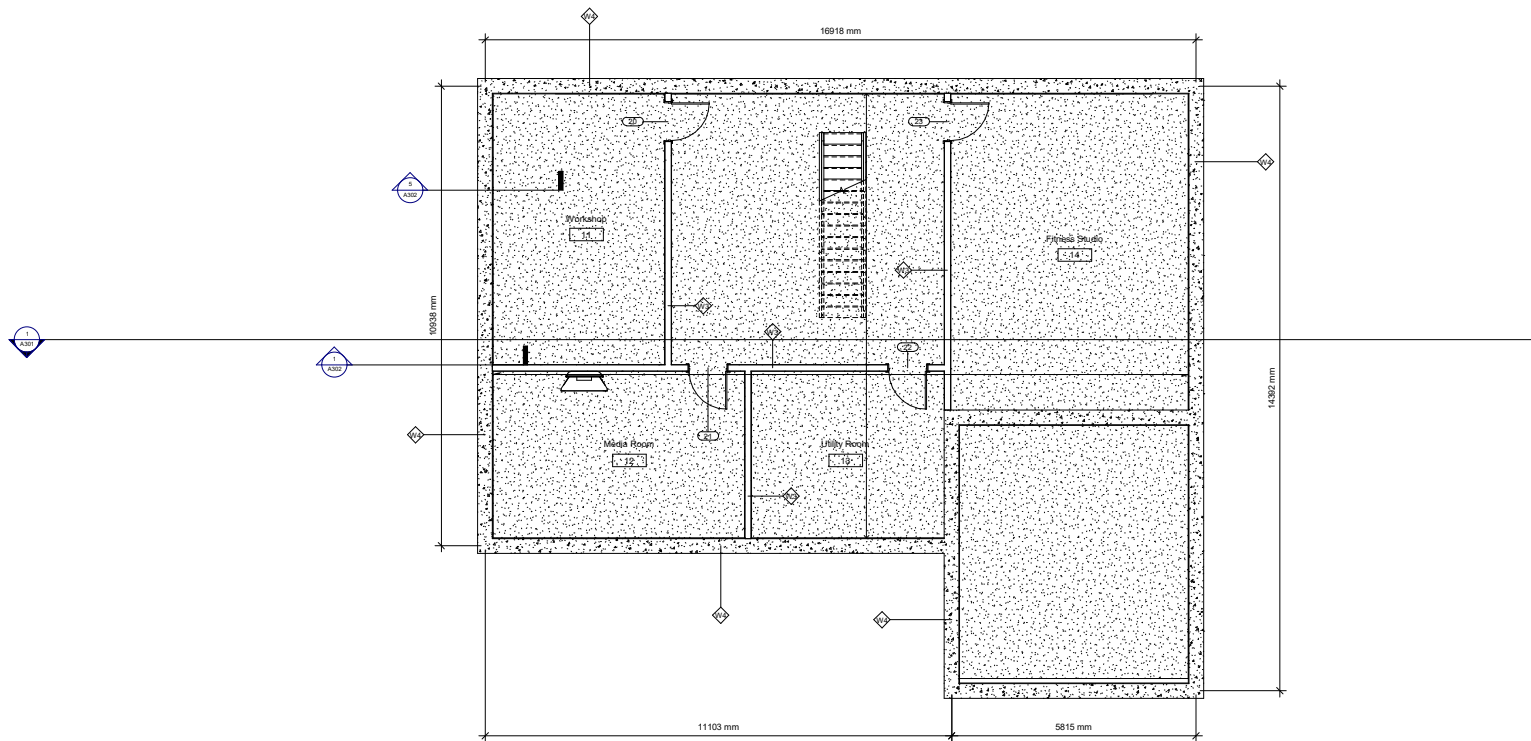 W4
16918 mm
20
23
W4
5
A302
Workshop
11
Fitness Studio
14
W3
10938 mm
W3
W3
1
A301
22
1
A302
14392 mm
W4
21
Media Room
12
Utility Room
13
W3
W4
W4
11103 mm
5815 mm